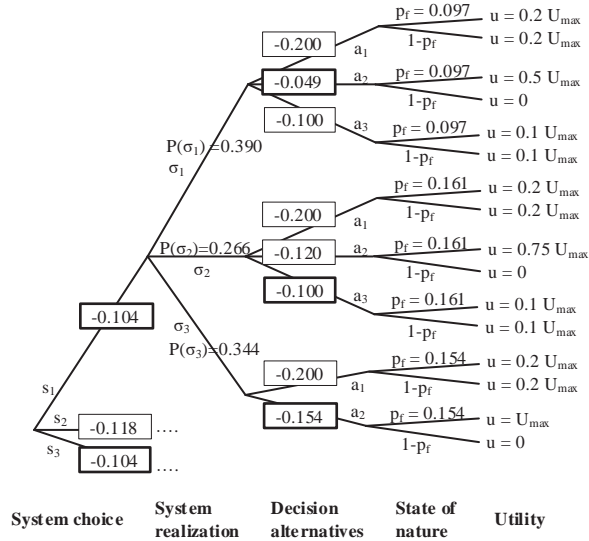 p_f = 0.097
u = 0.2 U_max
-0.200
a_1
1-p_f
u = 0.2 U_max
-0.049
a_2
p_f = 0.097
u = 0.5 U_max
1-p_f
u = 0
-0.100
a_3
p_f = 0.097
u = 0.1 U_max
1-p_f
u = 0.1 U_max
P(σ_1)=0.390
σ_1
p_f = 0.161
u = 0.2 U_max
-0.200
a_1
1-p_f
u = 0.2 U_max
P(σ_2)=0.266
σ_2
-0.120
a_2
p_f = 0.161
u = 0.75 U_max
1-p_f
u = 0
-0.100
a_3
p_f = 0.161
u = 0.1 U_max
1-p_f
u = 0.1 U_max
-0.104
σ_3
P(σ_3)=0.344
p_f = 0.154
u = 0.2 U_max
-0.200
a_1
1-p_f
u = 0.2 U_max
-0.154
a_2
p_f = 0.154
u = U_max
1-p_f
u = 0
s_1
s_2
-0.118
....
s_3
-0.104
....
System choice
System
realization
Decision
alternatives
State of
nature
Utility